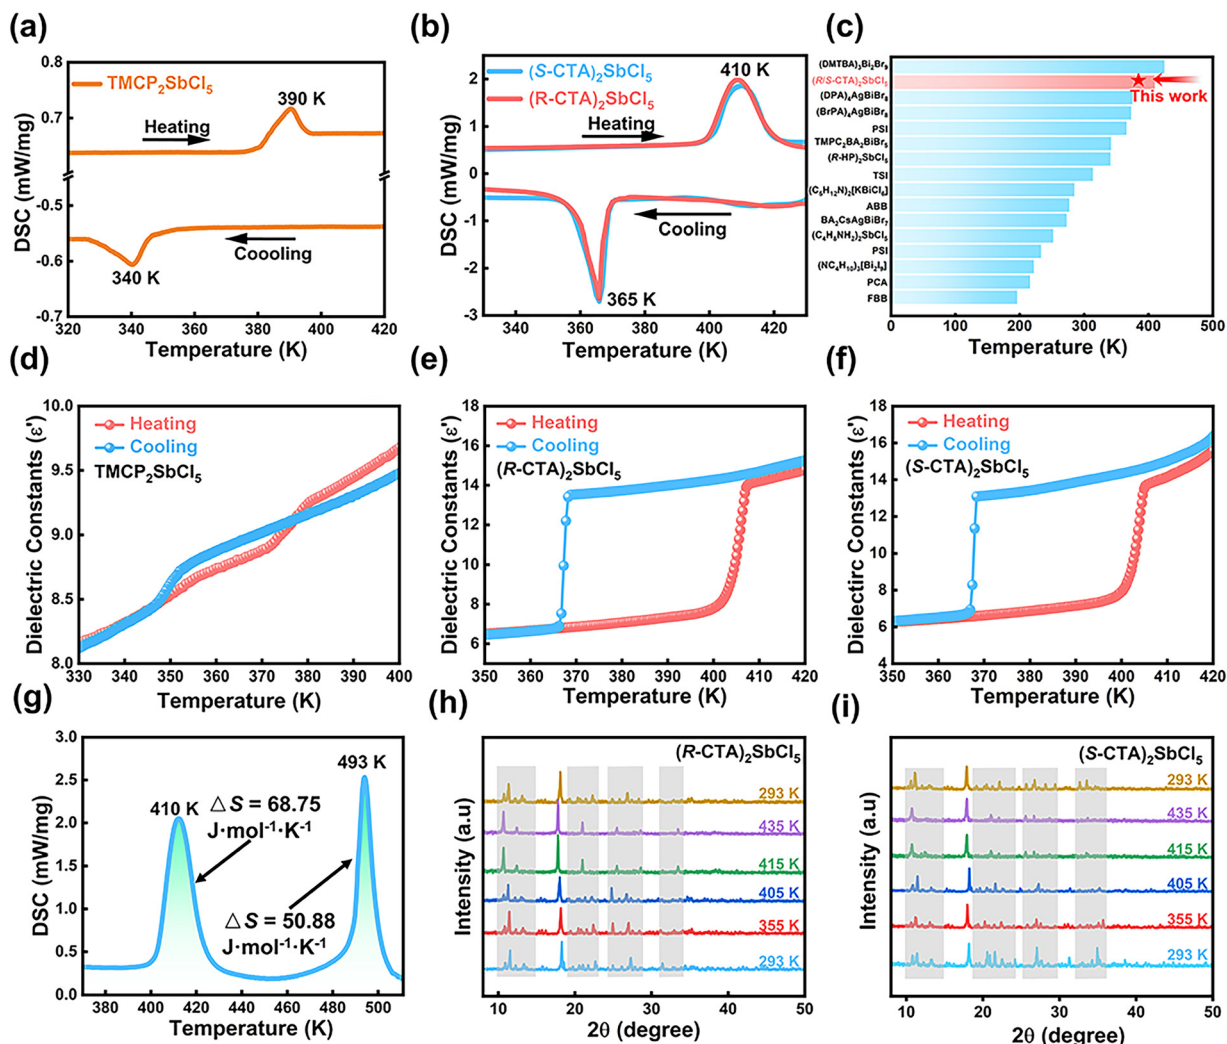 (a)
TMCP₂SbCl₅
390 K
Heating
Coooling
340 K
0.8
0.7
-0.5
-0.6
-0.7
320
340
360
380
400
420
DSC (mW/mg)
Temperature (K)
(b)
(S-CTA)₂SbCl₅
(R-CTA)₂SbCl₅
410 K
Heating
Cooling
365 K
2
1
0
-1
-2
-3
330
360
390
420
DSC (mW/mg)
Temperature (K)
(c)
(DMTBA)₃Bi₂Br₉
(R/S-CTA)₂SbCl₅
This work
(DPA)₄AgBiBr₈
(BrPA)₄AgBiBr₈
PSI
TMPC₂BA₂BiBr₅
(R-HP)₂SbCl₅
TSI
(C₅H₁₂N)₂[KBiCl₆]
ABB
BA₂CsAgBiBr₇
(C₄H₈NH₂)₂SbCl₅
PSI
(NC₄H₁₀)₃[Bi₂I₉]
PCA
FBB
0
100
200
300
400
500
Temperature (K)
(d)
Heating
Cooling
TMCP₂SbCl₅
10.0
9.5
9.0
8.5
8.0
330
340
350
360
370
380
390
400
Dielectric Constants (ε')
Temperature (K)
(e)
Heating
Cooling
(R-CTA)₂SbCl₅
18
16
14
12
10
8
6
350
360
370
380
390
400
410
420
Dielectric Constants (ε')
Temperature (K)
(f)
Heating
Cooling
(S-CTA)₂SbCl₅
18
16
14
12
10
8
6
4
350
360
370
380
390
400
410
420
Dielectirc Constants (ε')
Temperature (K)
(g)
410 K
493 K
△S = 68.75
J·mol⁻¹·K⁻¹
△S = 50.88
J·mol⁻¹·K⁻¹
3.0
2.5
2.0
1.5
1.0
0.5
0.0
400
420
440
460
480
500
DSC (mW/mg)
Temperature (K)
(h)
(R-CTA)₂SbCl₅
293 K
435 K
415 K
405 K
355 K
293 K
10
20
30
40
50
Intensity (a.u)
2θ (degree)
(i)
(S-CTA)₂SbCl₅
293 K
435 K
415 K
405 K
355 K
293 K
10
20
30
40
50
Intensity (a.u)
2θ (degree)